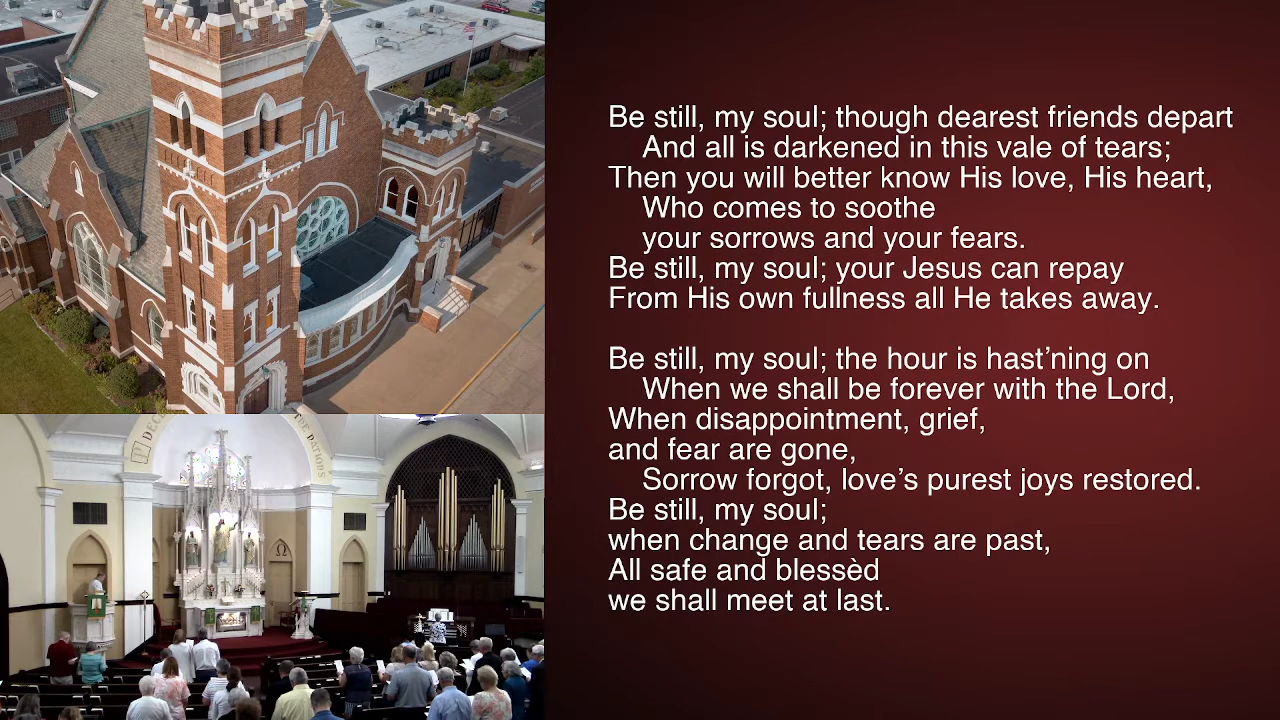 Be still, my soul; though dearest friends depart
And all is darkened in this vale of tears;
Then you will better know His love, His heart,
Who comes to soothe
your sorrows and your fears.
Be still, my soul; your Jesus can repay
From His own fullness all He takes away.
Be still, my soul; the hour is hast’ning on
When we shall be forever with the Lord,
When disappointment, grief,
and fear are gone,
Sorrow forgot, love’s purest joys restored.
Be still, my soul;
when change and tears are past,
All safe and blessèd
we shall meet at last.
Ω